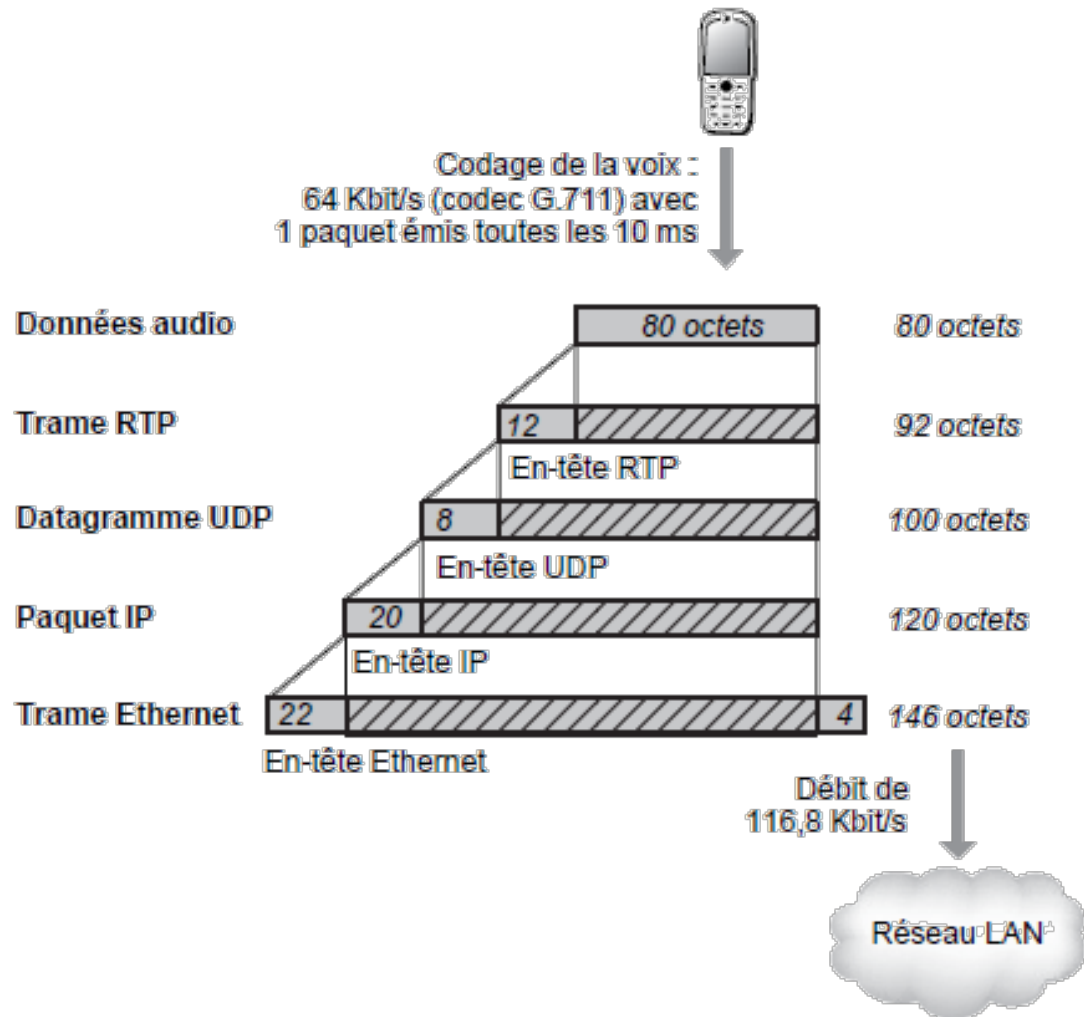 Codage de la voix :
64 Kbit/s (codec G.711) avec
1 paquet émis toutes les 10 ms
Données audio
80 octets
80 octets
Trame RTP
12
92 octets
En-tête RTP
Datagramme UDP
8
100 octets
En-tête UDP
Paquet IP
20
120 octets
En-tête IP
Trame Ethernet
22
4
146 octets
En-tête Ethernet
Débit de
116,8 Kbit/s
Réseau LAN